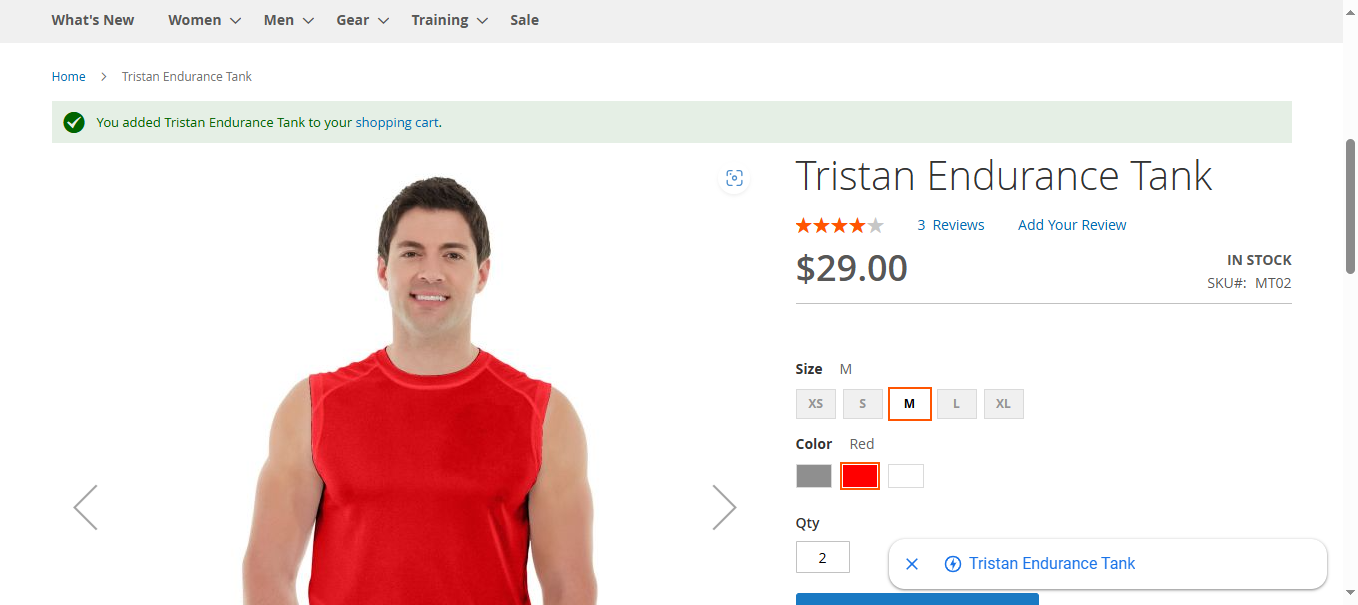 What's New Women Men Gear Training Sale
Home Tristan Endurance Tank
You added Tristan Endurance Tank to your shopping cart.
Tristan Endurance Tank
3 Reviews Add Your Review
$29.00
IN STOCK
SKU#: MT02
Size M
XS S M L XL
Color Red
Qty
2
Tristan Endurance Tank